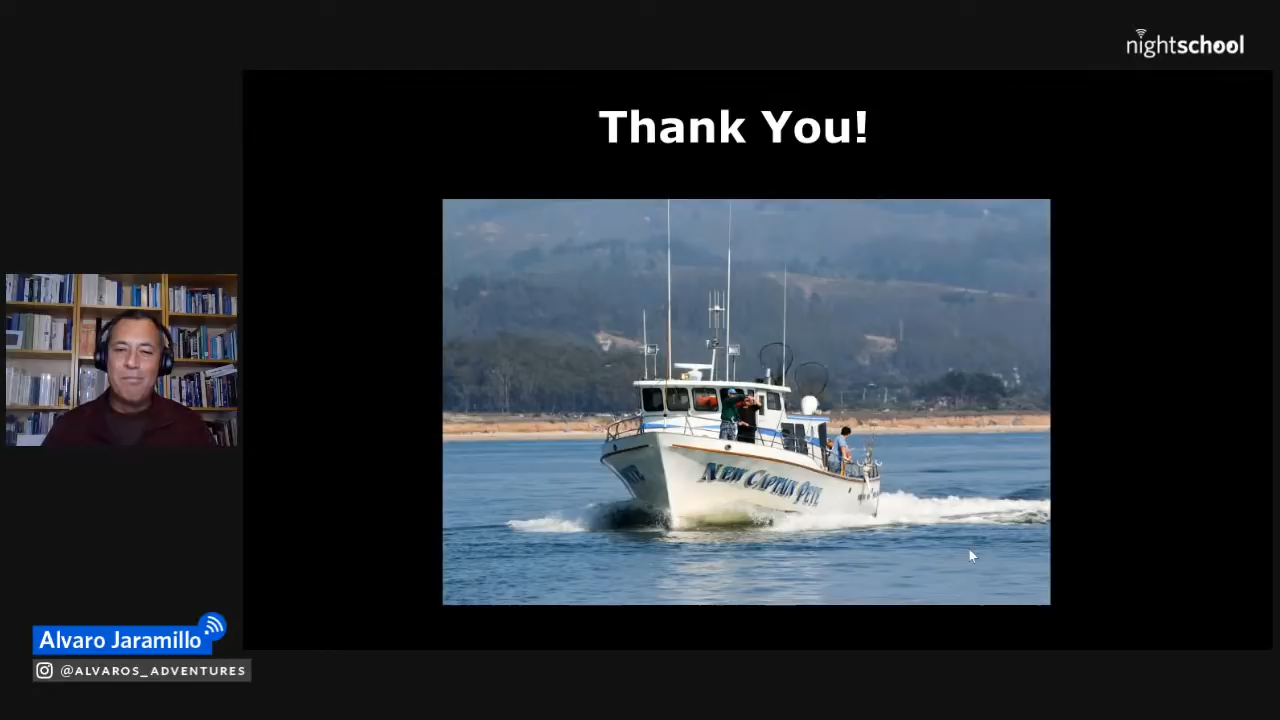 nightschool
Thank You!
NEW CAPTAIN PETE
Alvaro Jaramillo
@ALVAROS_ADVENTURES